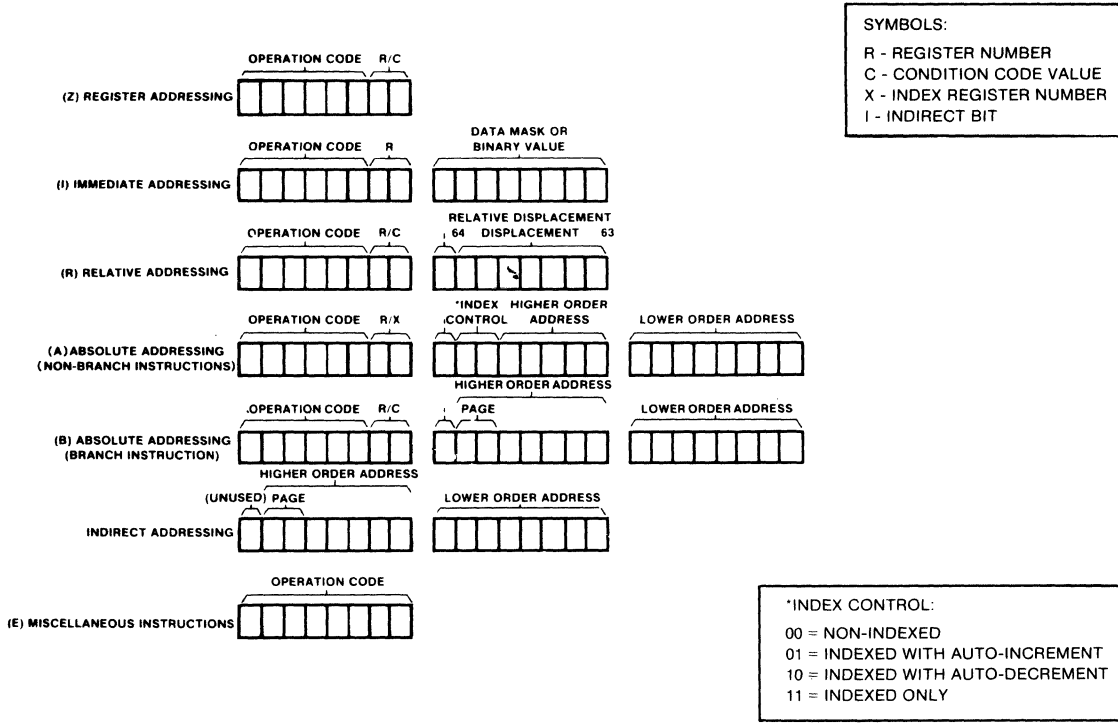 SYMBOLS:
R - REGISTER NUMBER
C - CONDITION CODE VALUE
X - INDEX REGISTER NUMBER
I - INDIRECT BIT
OPERATION CODE R/C
(Z) REGISTER ADDRESSING
DATA MASK OR
OPERATION CODE R BINARY VALUE
(I) IMMEDIATE ADDRESSING
RELATIVE DISPLACEMENT
OPERATION CODE R/C I 64 DISPLACEMENT 63
(R) RELATIVE ADDRESSING
*INDEX HIGHER ORDER
OPERATION CODE R/X I CONTROL ADDRESS LOWER ORDER ADDRESS
(A) ABSOLUTE ADDRESSING
(NON-BRANCH INSTRUCTIONS)
HIGHER ORDER ADDRESS
OPERATION CODE R/C I PAGE LOWER ORDER ADDRESS
(B) ABSOLUTE ADDRESSING
(BRANCH INSTRUCTION)
HIGHER ORDER ADDRESS
(UNUSED) PAGE LOWER ORDER ADDRESS
INDIRECT ADDRESSING
OPERATION CODE
(E) MISCELLANEOUS INSTRUCTIONS
*INDEX CONTROL:
00 = NON-INDEXED
01 = INDEXED WITH AUTO-INCREMENT
10 = INDEXED WITH AUTO-DECREMENT
11 = INDEXED ONLY